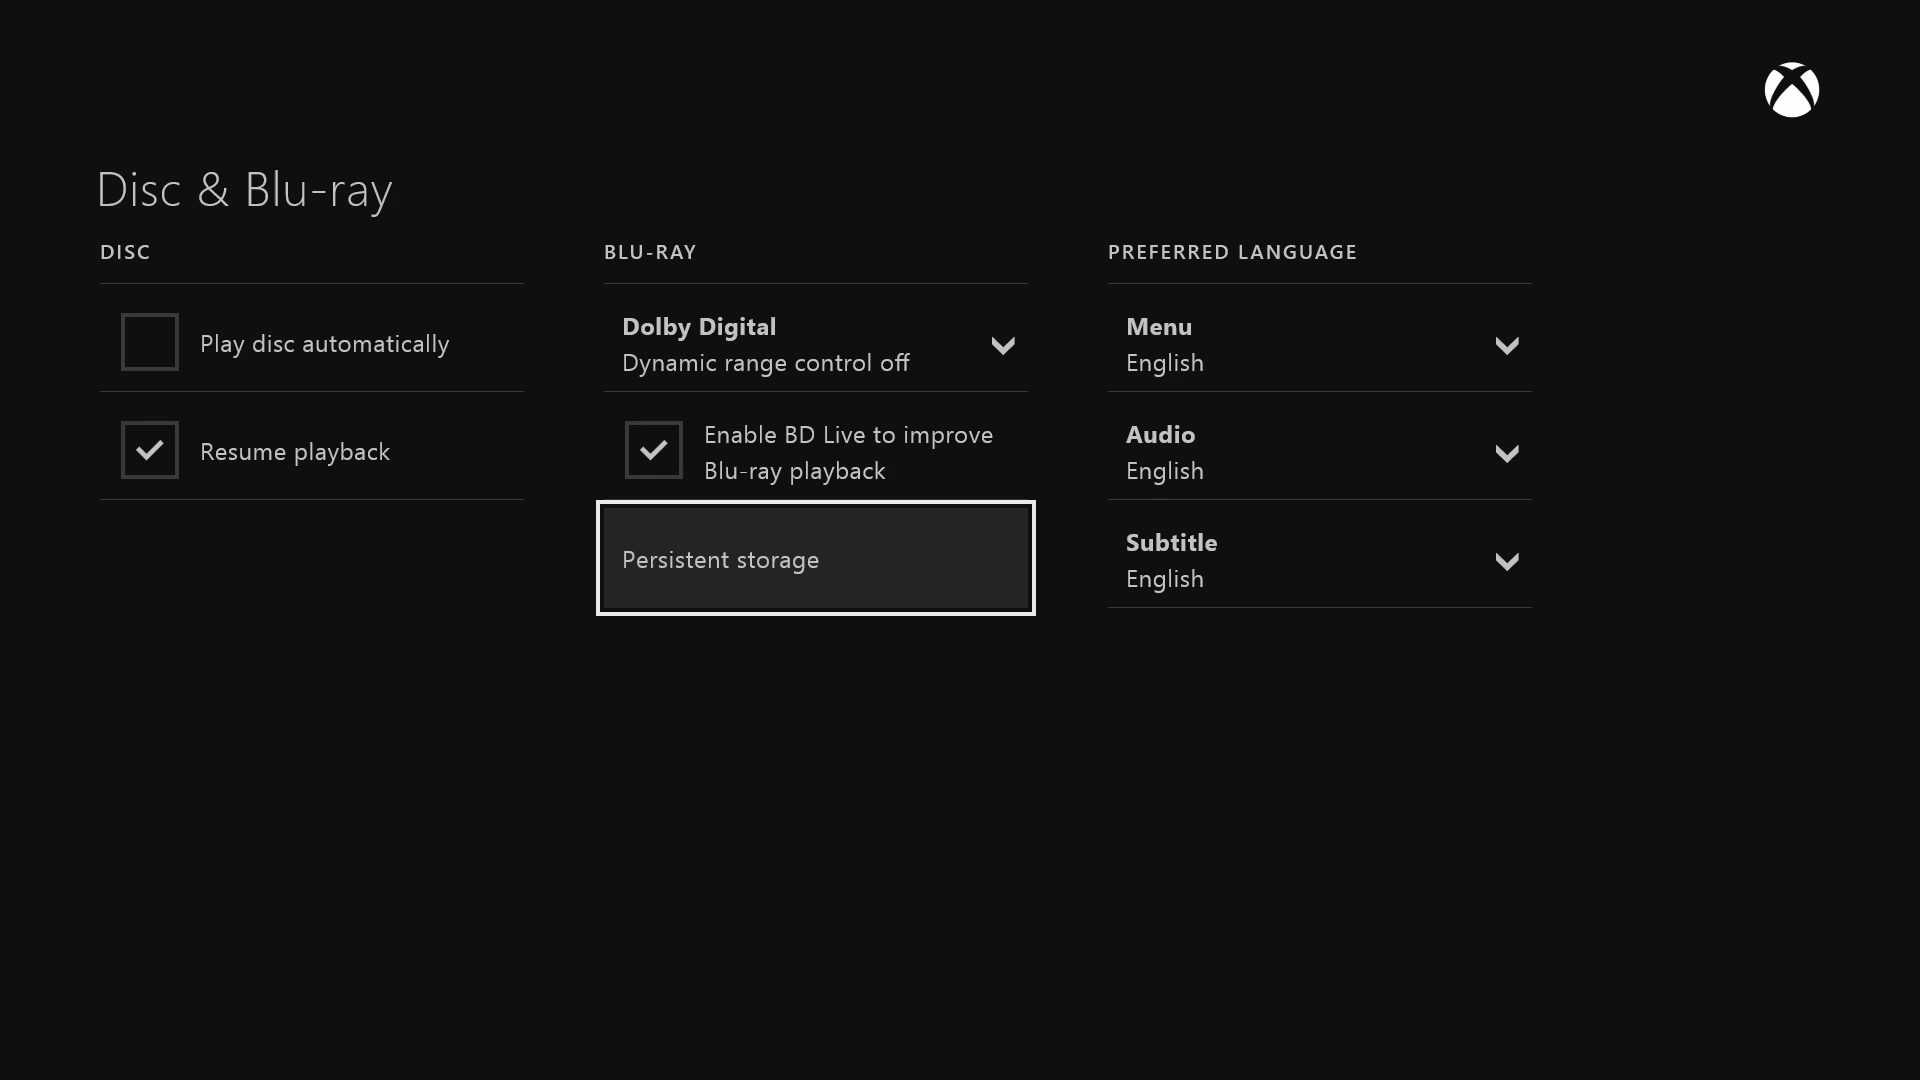 Disc & Blu-ray
DISC
Play disc automatically
Resume playback
BLU-RAY
Dolby Digital
Dynamic range control off
Enable BD Live to improve
Blu-ray playback
Persistent storage
PREFERRED LANGUAGE
Menu
English
Audio
English
Subtitle
English